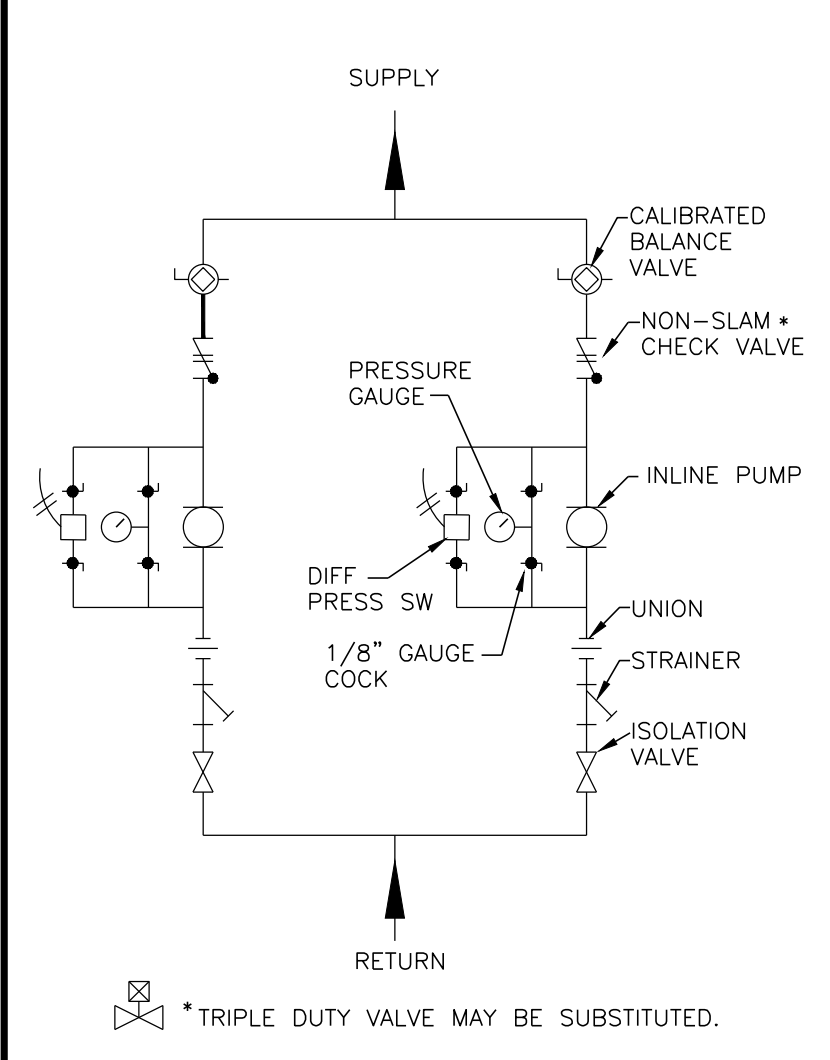 SUPPLY
CALIBRATED
BALANCE
VALVE
NON-SLAM *
CHECK VALVE
PRESSURE
GAUGE
INLINE PUMP
DIFF
PRESS SW
1/8" GAUGE
COCK
UNION
STRAINER
ISOLATION
VALVE
RETURN
* TRIPLE DUTY VALVE MAY BE SUBSTITUTED.